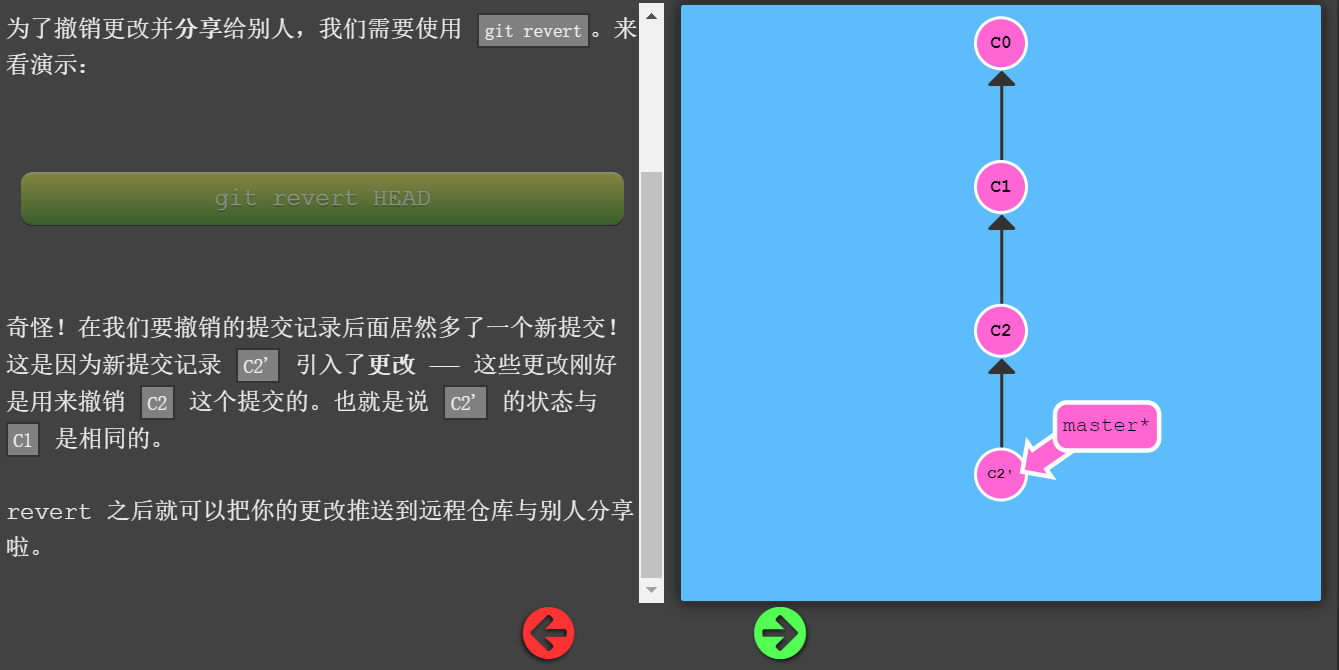 为了撤销更改并分享给别人，我们需要使用 git revert。来
看演示：
git revert HEAD
奇怪！在我们要撤销的提交记录后面居然多了一个新提交！
这是因为新提交记录 C2' 引入了更改 —— 这些更改刚好
是用来撤销 C2 这个提交的。也就是说 C2' 的状态与
C1 是相同的。
revert 之后就可以把你的更改推送到远程仓库与别人分享
啦。
C0
C1
C2
master*
C2'